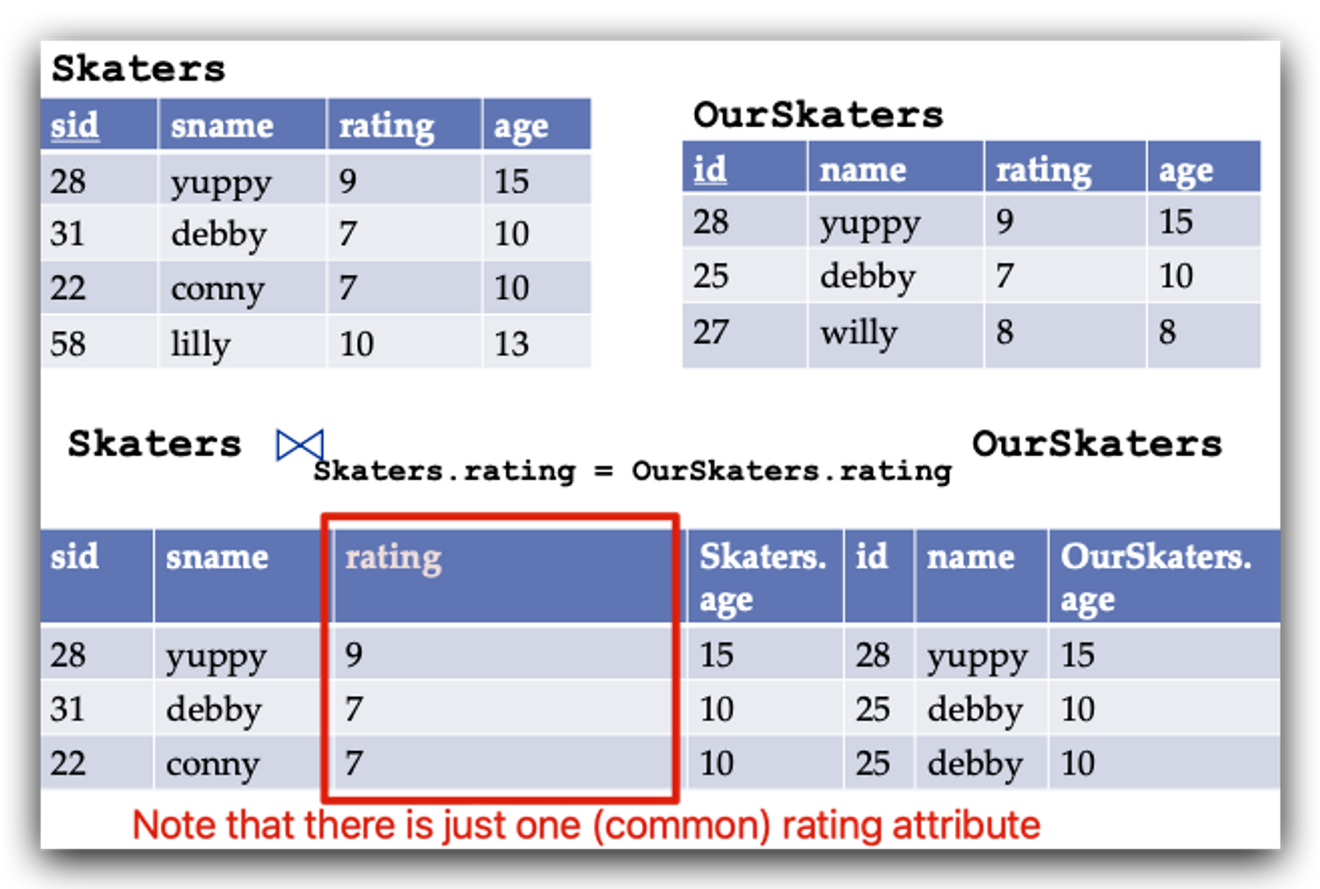 Skaters
sid sname rating age
28 yuppy 9 15
31 debby 7 10
22 conny 7 10
58 lilly 10 13
OurSkaters
id name rating age
28 yuppy 9 15
25 debby 7 10
27 willy 8 8
Skaters ⋈ Skaters.rating = OurSkaters.rating OurSkaters
sid sname rating Skaters. age id name OurSkaters. age
28 yuppy 9 15 28 yuppy 15
31 debby 7 10 25 debby 10
22 conny 7 10 25 debby 10
Note that there is just one (common) rating attribute